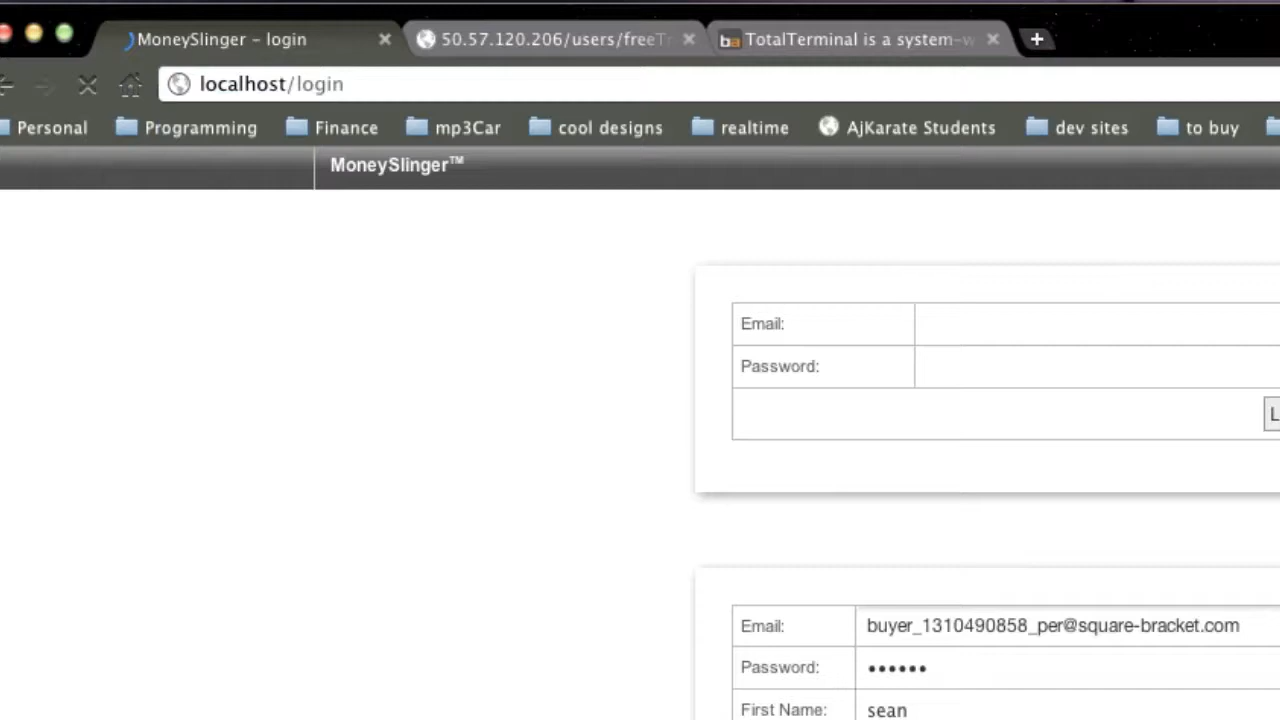 MoneySlinger – login
50.57.120.206/users/freeT
TotalTerminal is a system-w
localhost/login
Personal
Programming
Finance
mp3Car
cool designs
realtime
AjKarate Students
dev sites
to buy
MoneySlinger™
Email:
Password:
L
Email: buyer_1310490858_per@square-bracket.com
Password: ••••••
First Name: sean